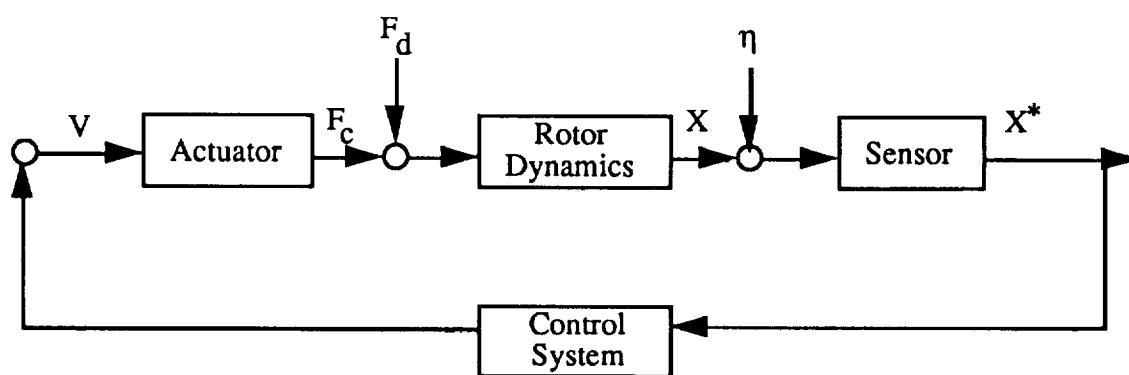 F_d
η
V
Actuator
F_c
Rotor
Dynamics
X
Sensor
X*
Control
System